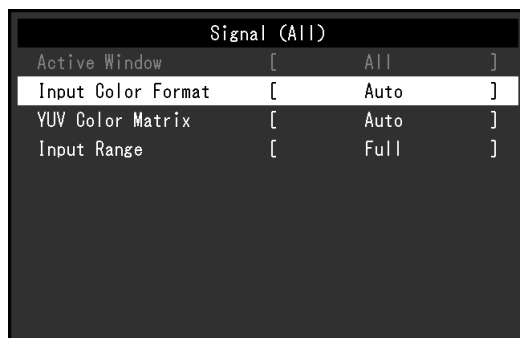 Signal (All)
Active Window [ All ]
Input Color Format [ Auto ]
YUV Color Matrix [ Auto ]
Input Range [ Full ]